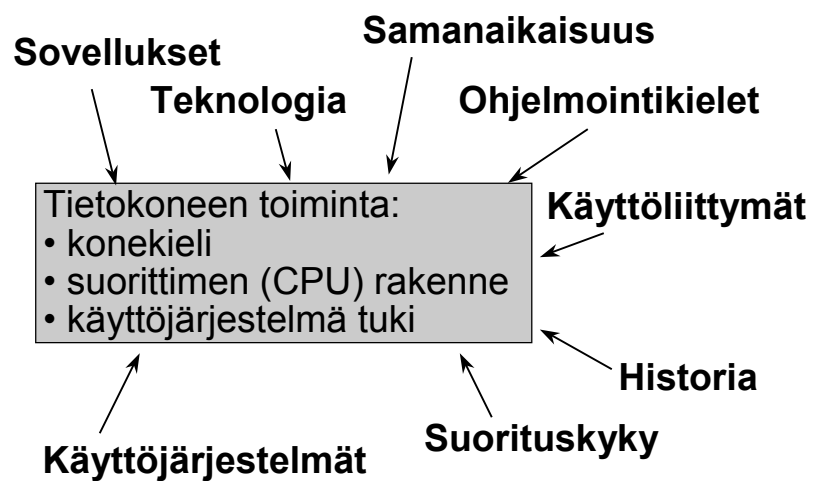 Samanaikaisuus
Sovellukset
Teknologia
Ohjelmointikielet
Tietokoneen toiminta:
• konekieli
• suorittimen (CPU) rakenne
• käyttöjärjestelmä tuki
Käyttöliittymät
Historia
Suorituskyky
Käyttöjärjestelmät